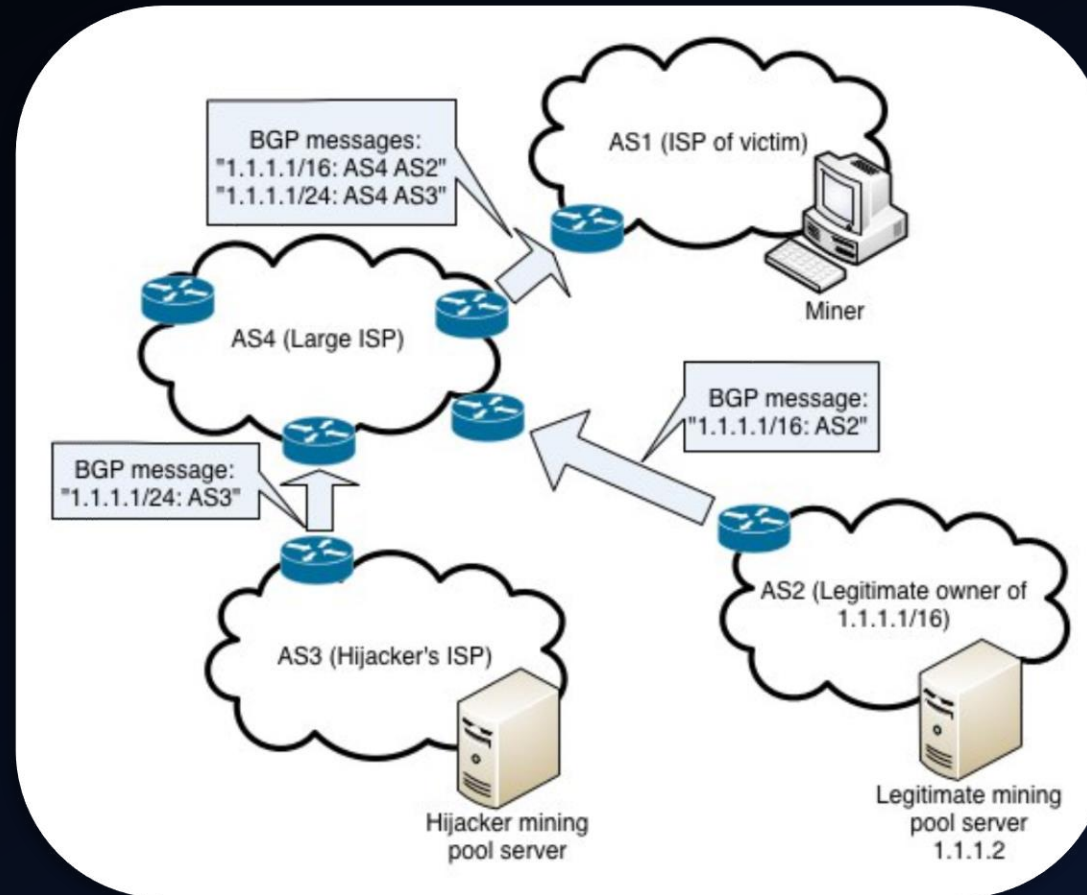 BGP messages:
"1.1.1.1/16: AS4 AS2"
"1.1.1.1/24: AS4 AS3"
AS1 (ISP of victim)
Miner
AS4 (Large ISP)
BGP message:
"1.1.1.1/16: AS2"
BGP message:
"1.1.1.1/24: AS3"
AS2 (Legitimate owner of
1.1.1.1/16)
AS3 (Hijacker's ISP)
Hijacker mining
pool server
Legitimate mining
pool server
1.1.1.2